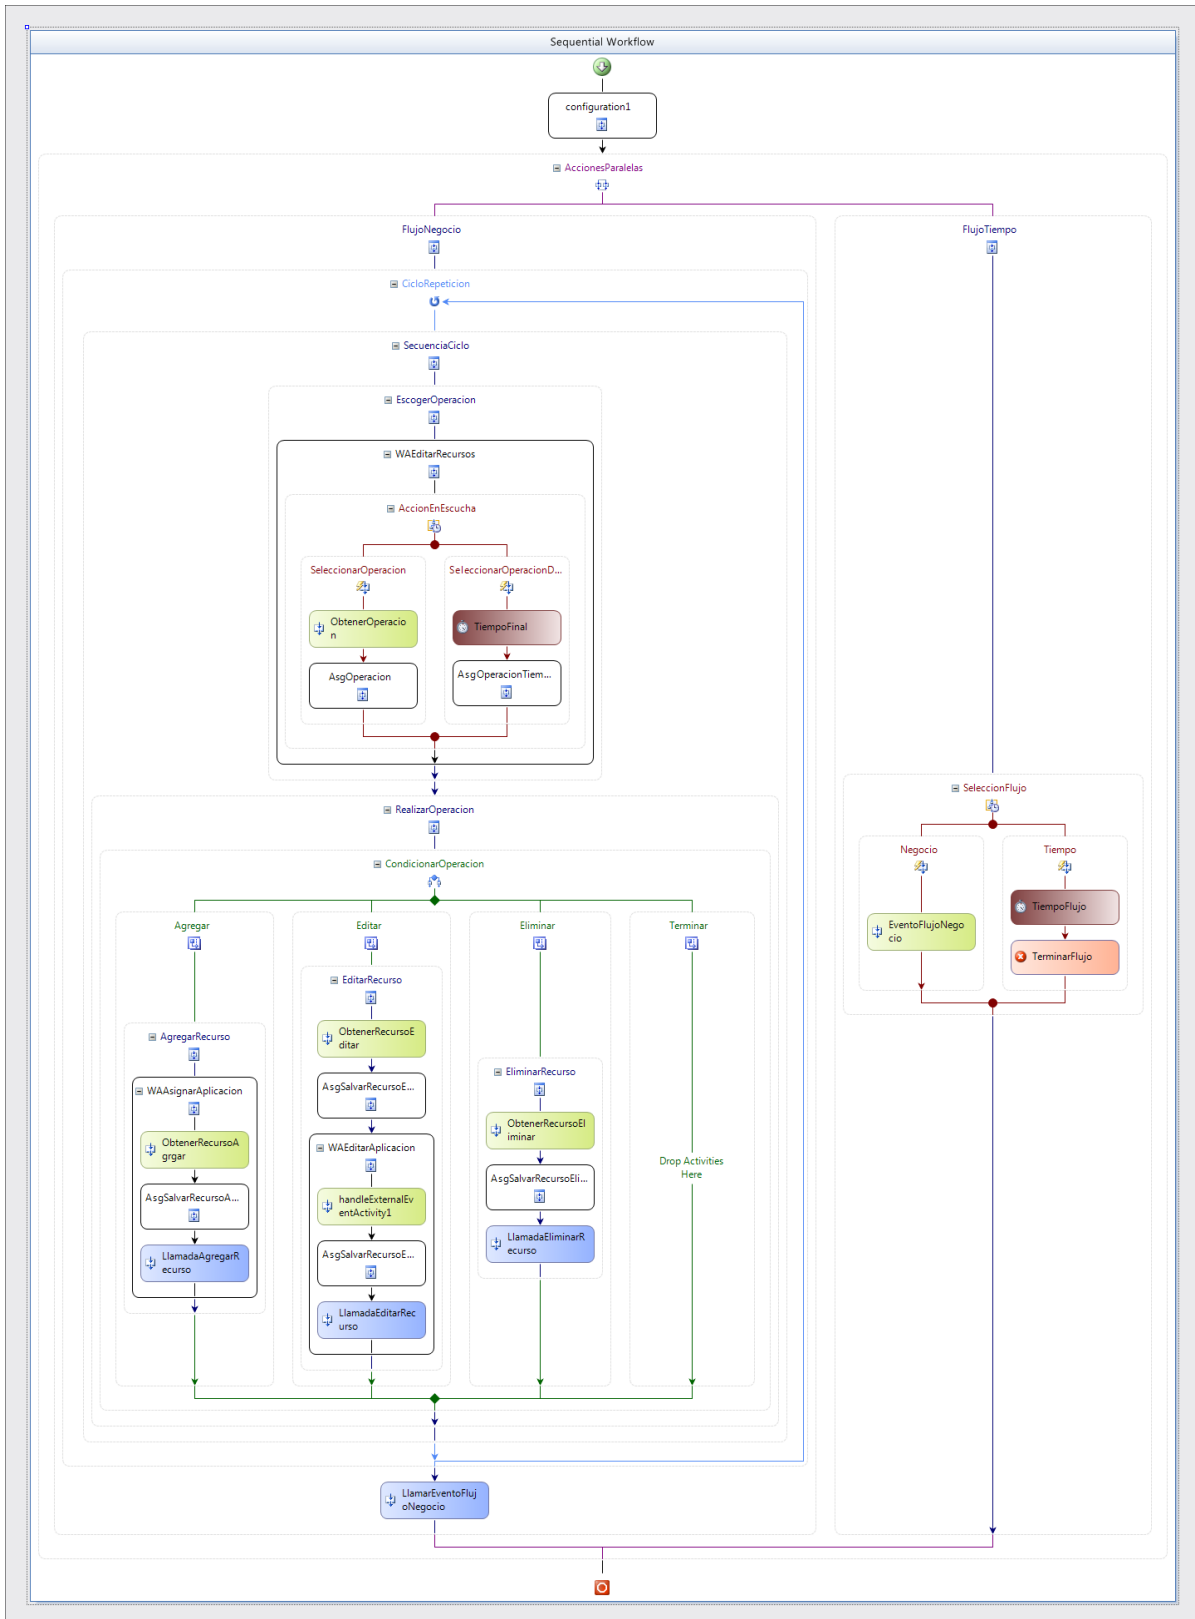 Sequential Workflow
configuration1
AccionesParalelas
FlujoNegocio
FlujoTiempo
CicloRepeticion
SecuenciaCiclo
EscogerOperacion
WAEditarRecursos
AccionEnEscucha
SeleccionarOperacion
SeleccionarOperacionD...
ObtenerOperacio
n
TiempoFinal
AsgOperacion
AsgOperacionTiem...
SeleccionFlujo
RealizarOperacion
Negocio
Tiempo
CondicionarOperacion
TiempoFlujo
EventoFlujoNego
cio
TerminarFlujo
Agregar
Editar
Eliminar
Terminar
EditarRecurso
ObtenerRecursoE
ditar
AgregarRecurso
EliminarRecurso
WAAsignarAplicacion
AsgSalvarRecursoE...
ObtenerRecursoEl
iminar
ObtenerRecursoA
grgar
WAEditarAplicacion
Drop Activities
Here
AsgSalvarRecursoEli...
AsgSalvarRecursoA...
handleExternalEv
entActivity1
LlamadaEliminarR
ecurso
LlamadaAgregarR
ecurso
AsgSalvarRecursoE...
LlamadaEditarRec
urso
LlamarEventoFluj
oNegocio